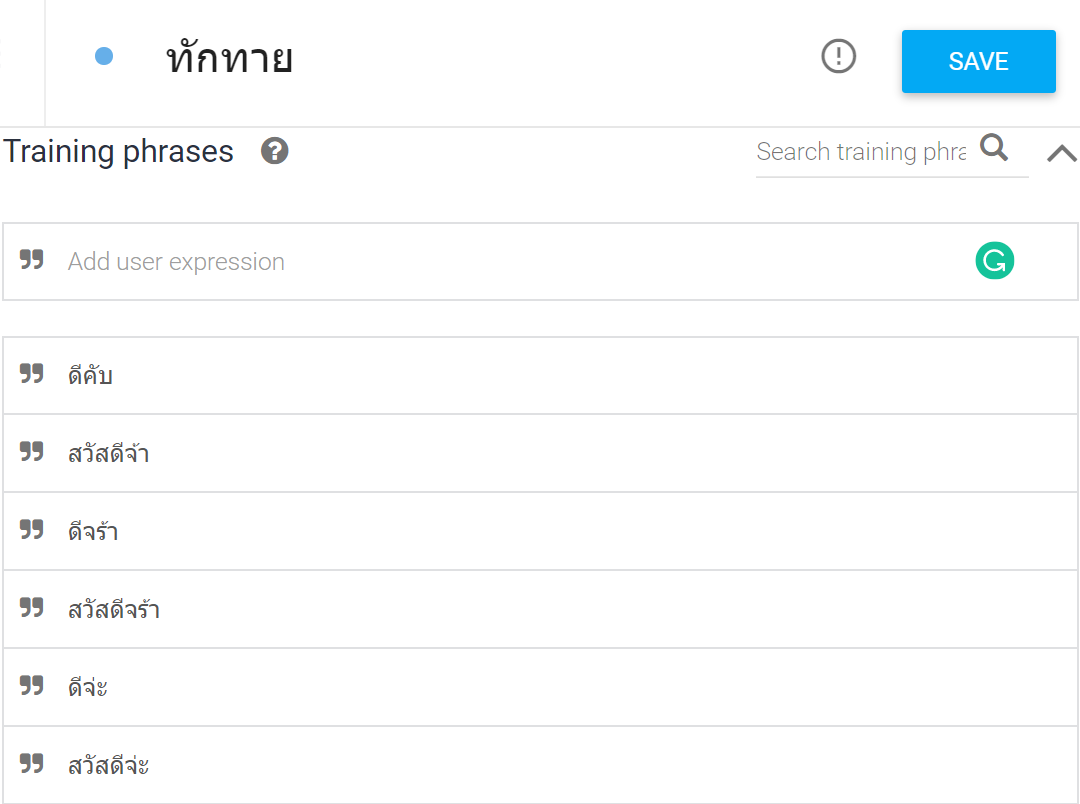 ทักทาย
SAVE
Training phrases
Search training phra
Add user expression
ดีคับ
สวัสดีจ้า
ดีจร้า
สวัสดีจร้า
ดีจ่ะ
สวัสดีจ่ะ